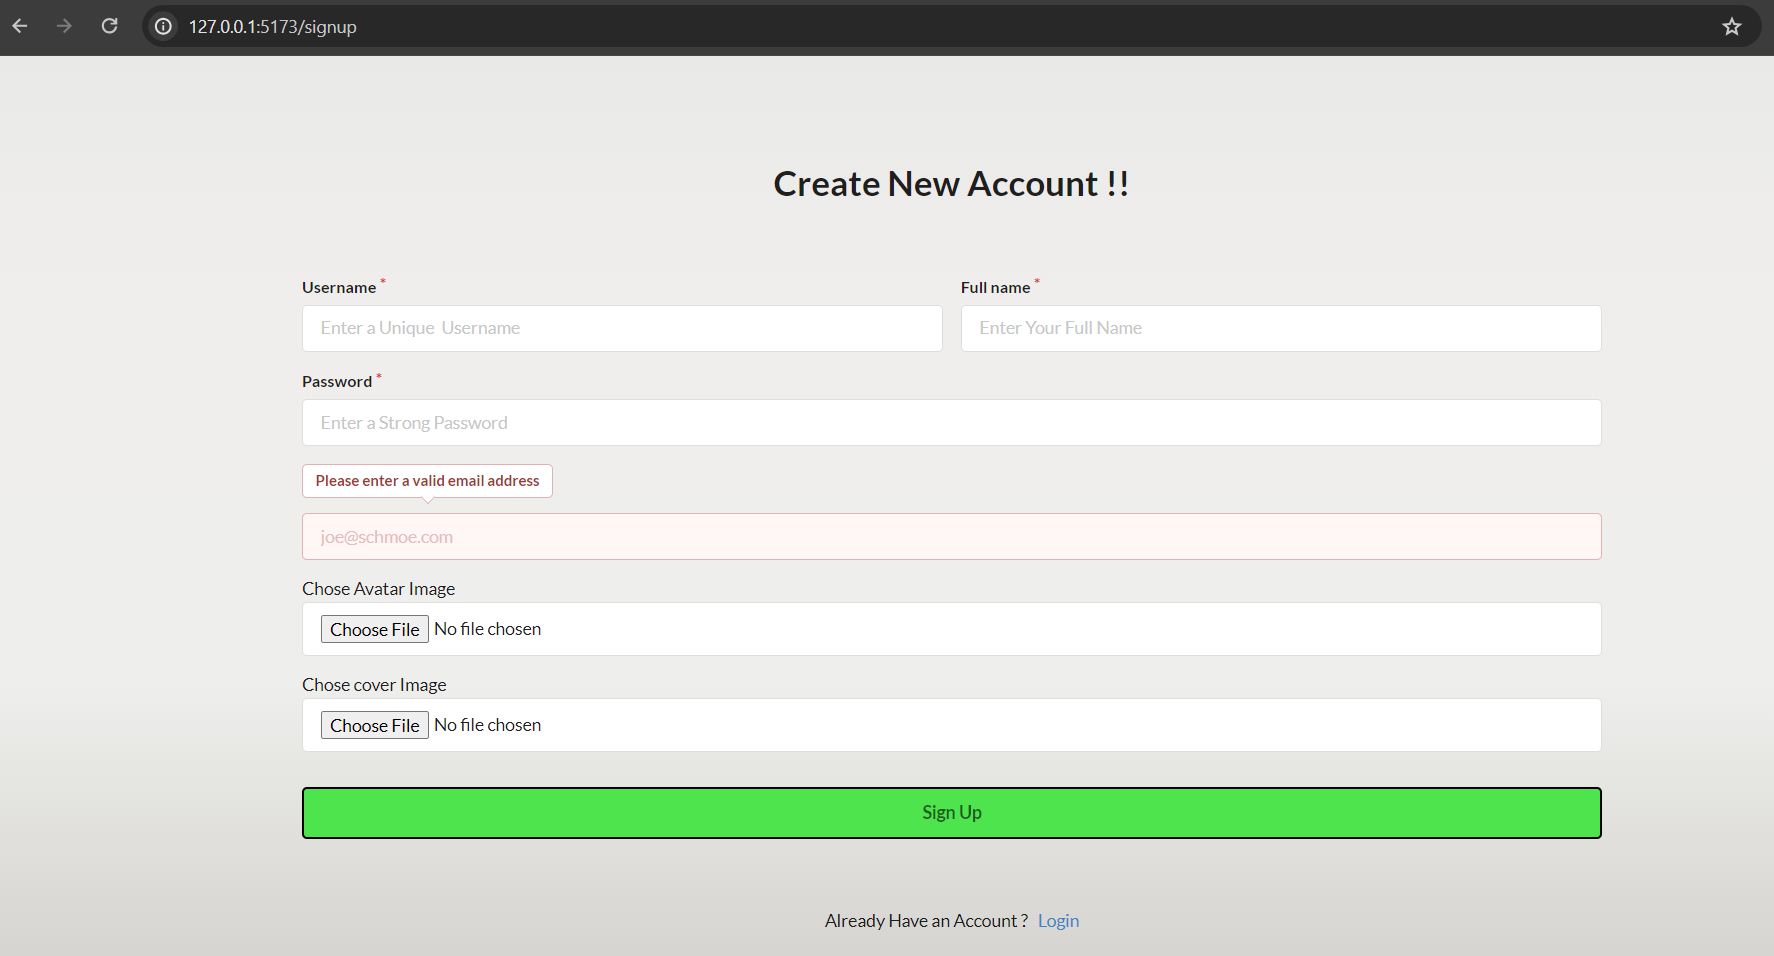 127.0.0.1:5173/signup
Create New Account !!
Username * Full name *
Enter a Unique  Username Enter Your Full Name
Password *
Enter a Strong Password
Please enter a valid email address
joe@schmoe.com
Chose Avatar Image
Choose File No file chosen
Chose cover Image
Choose File No file chosen
Sign Up
Already Have an Account ? Login